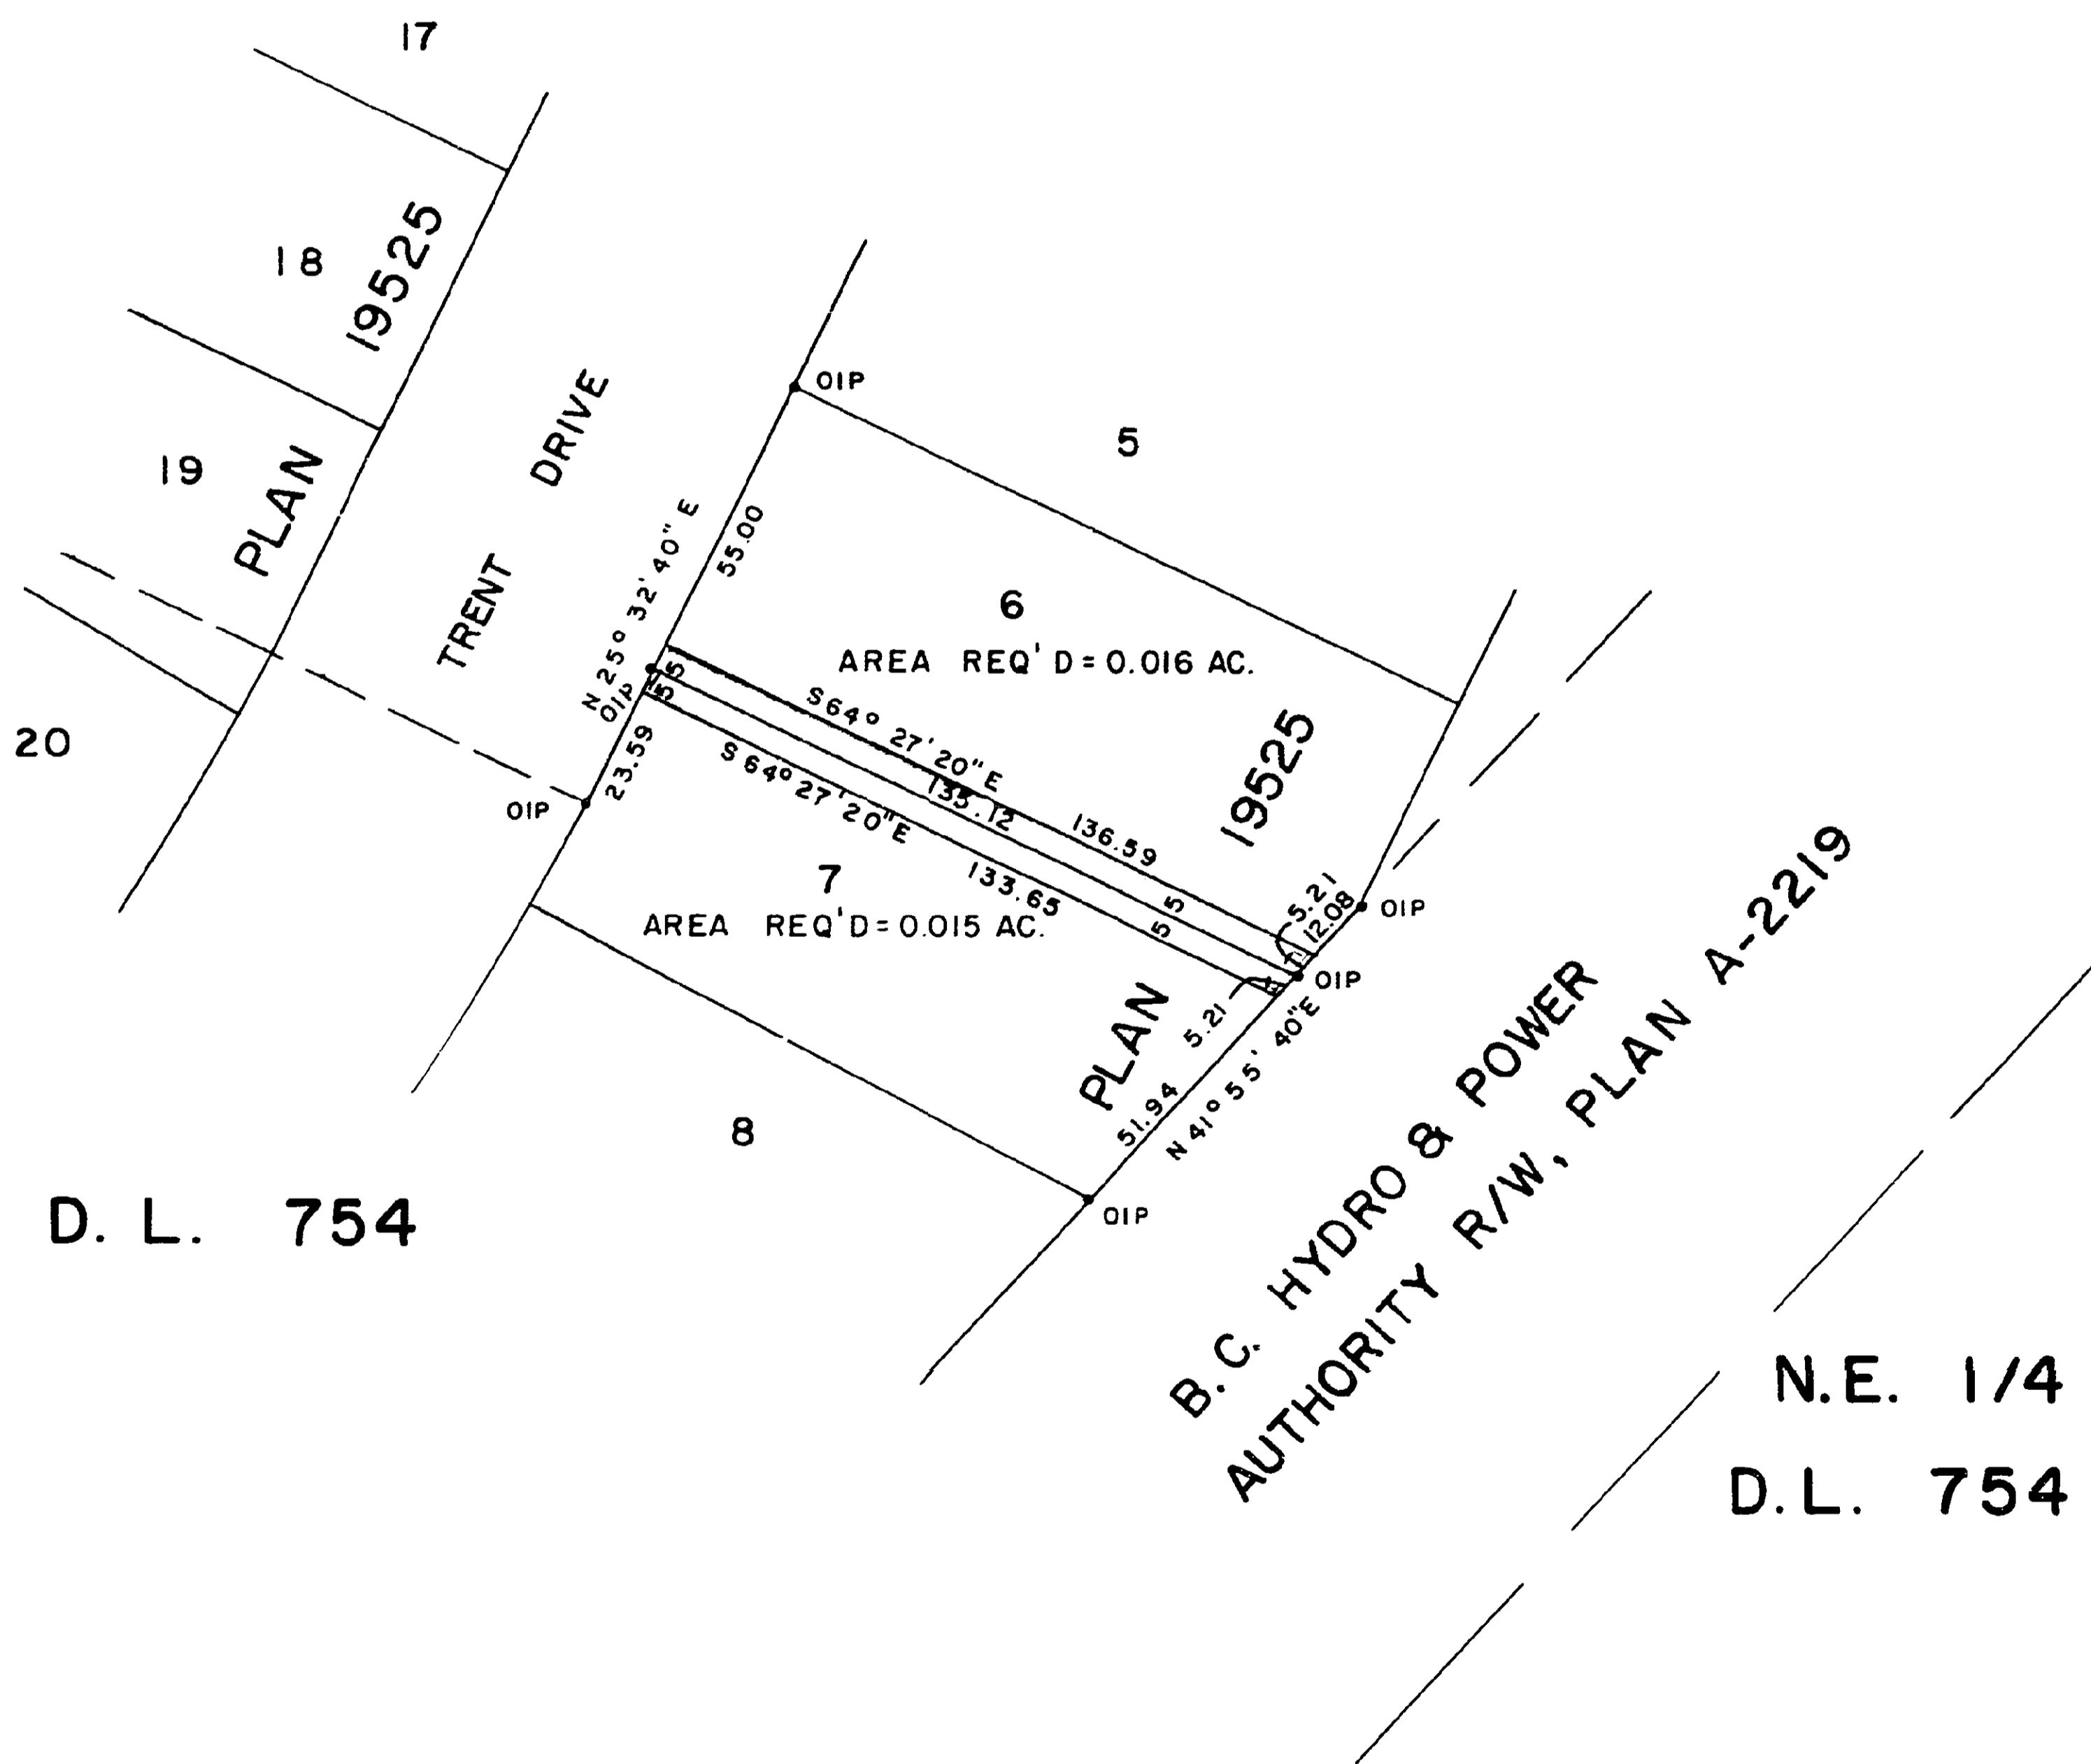 17
18
19525
19
PLAN
20
TRENT DRIVE
OIP
5
55.00
N 25° 32' 40" E
6
AREA REQ'D = 0.016 AC.
OIP
5
5
23.59
S 64° 27' 20" E
S 64° 27' 20" E
135.12
136.59
133.65
19525
OIP
7
AREA REQ'D = 0.015 AC.
5
5
5.21
12.08
OIP
OIP
5.21
PLAN
51.94
N 41° 55' 40" E
8
OIP
D. L. 754
B.C. HYDRO & POWER
AUTHORITY R/W, PLAN A-2219
N.E. 1/4
D.L. 754